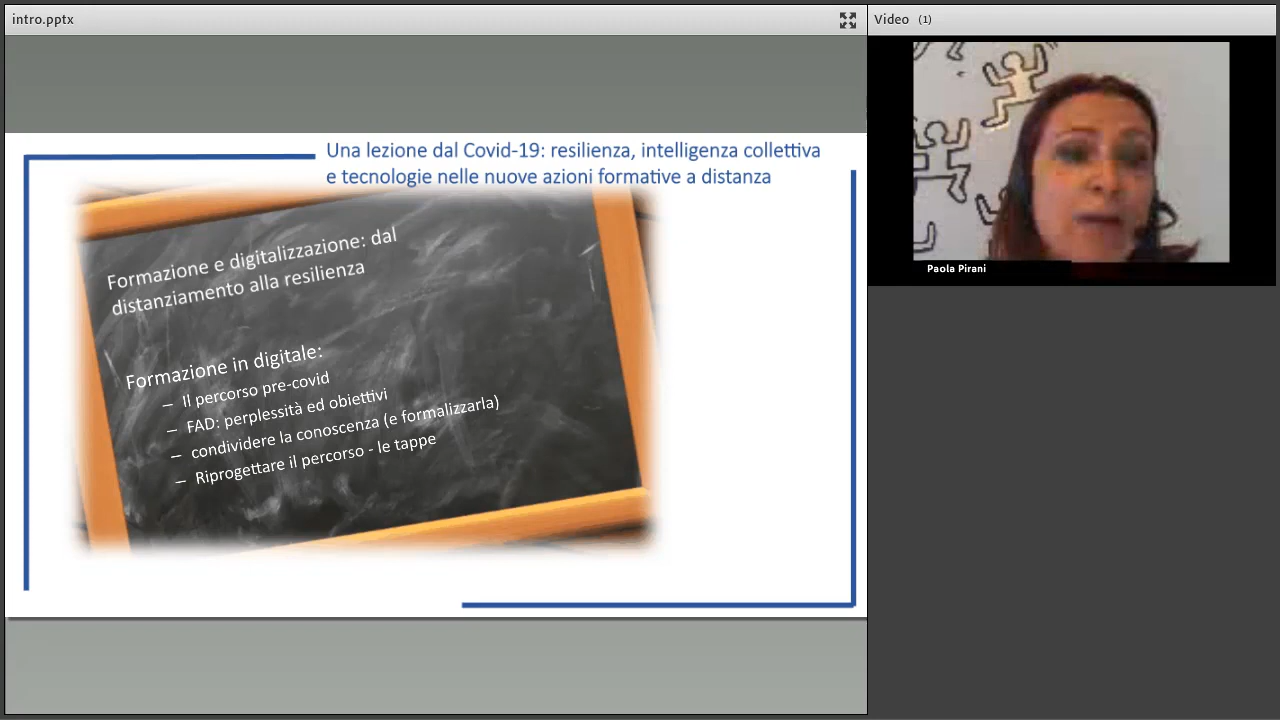 intro.pptx
Video (1)
Una lezione dal Covid-19: resilienza, intelligenza collettiva
e tecnologie nelle nuove azioni formative a distanza
Formazione e digitalizzazione: dal
distanziamento alla resilienza
Formazione in digitale:
– Il percorso pre-covid
– FAD: perplessità ed obiettivi
– condividere la conoscenza (e formalizzarla)
– Riprogettare il percorso - le tappe
Paola Pirani